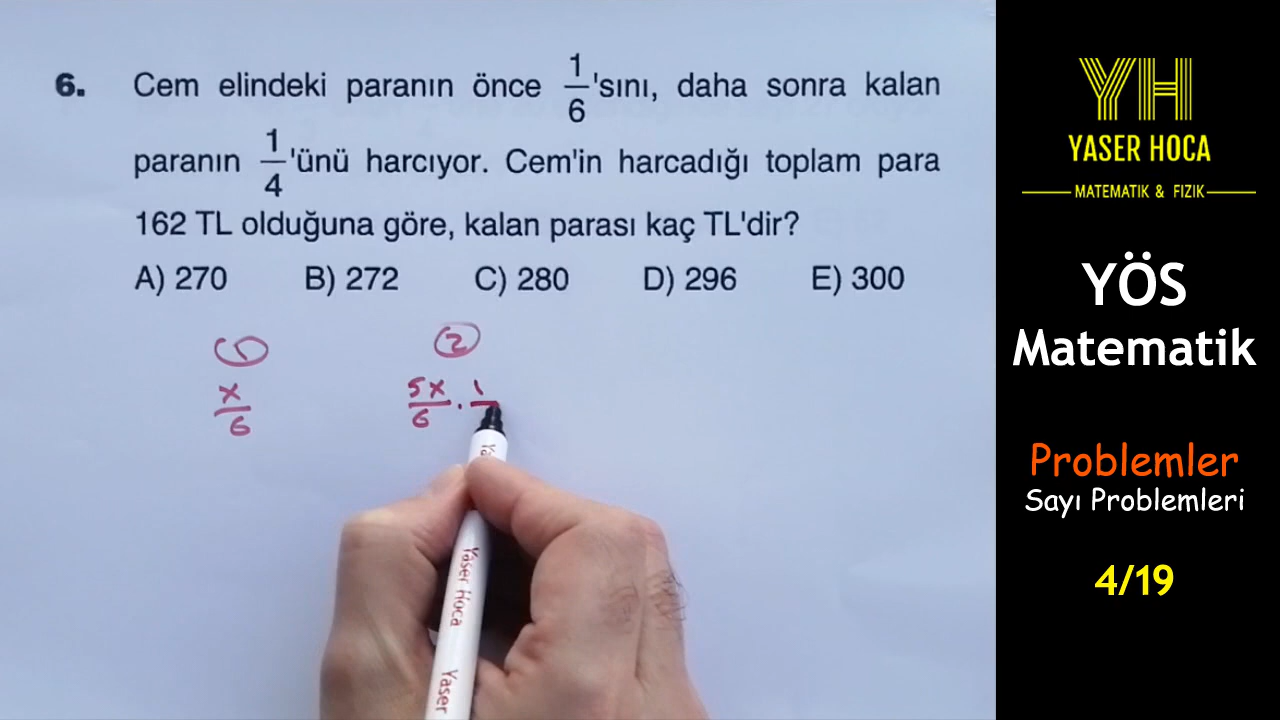 6. Cem elindeki paranın önce 1/6 'sını, daha sonra kalan
paranın 1/4 'ünü harcıyor. Cem'in harcadığı toplam para
162 TL olduğuna göre, kalan parası kaç TL'dir?
A) 270 B) 272 C) 280 D) 296 E) 300
1 2
x/6 5x/6 . 1
Yaser Hoca
Yaser
YH
YASER HOCA
MATEMATIK & FIZIK
YÖS
Matematik
Problemler
Sayı Problemleri
4/19